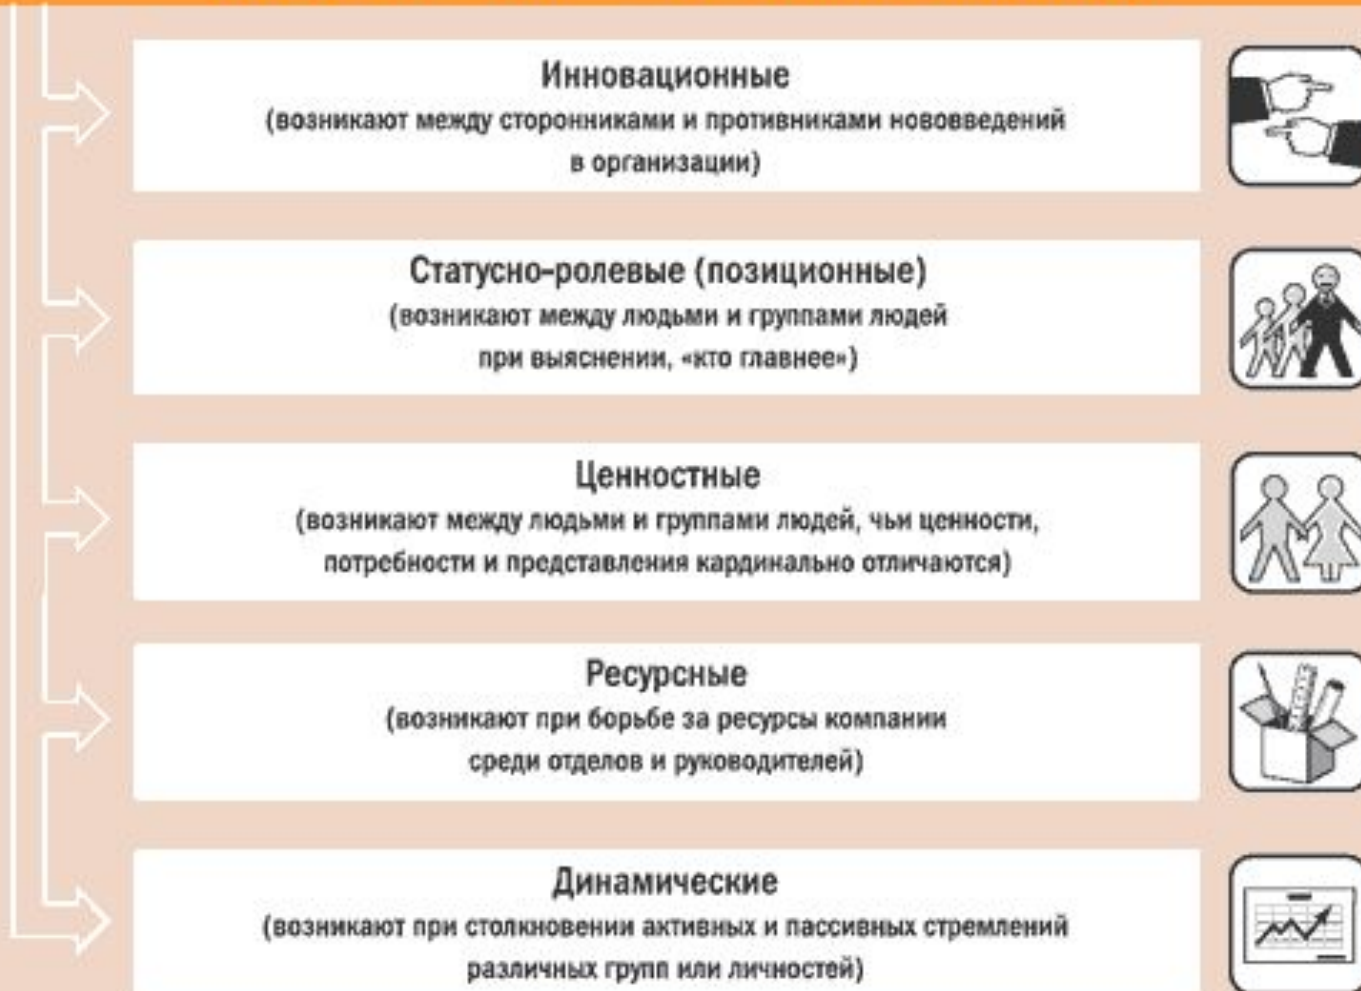 Инновационные
(возникают между сторонниками и противниками нововведений
в организации)
Статусно-ролевые (позиционные)
(возникают между людьми и группами людей
при выяснении, «кто главнее»)
Ценностные
(возникают между людьми и группами людей, чьи ценности,
потребности и представления кардинально отличаются)
Ресурсные
(возникают при борьбе за ресурсы компании
среди отделов и руководителей)
Динамические
(возникают при столкновении активных и пассивных стремлений
различных групп или личностей)